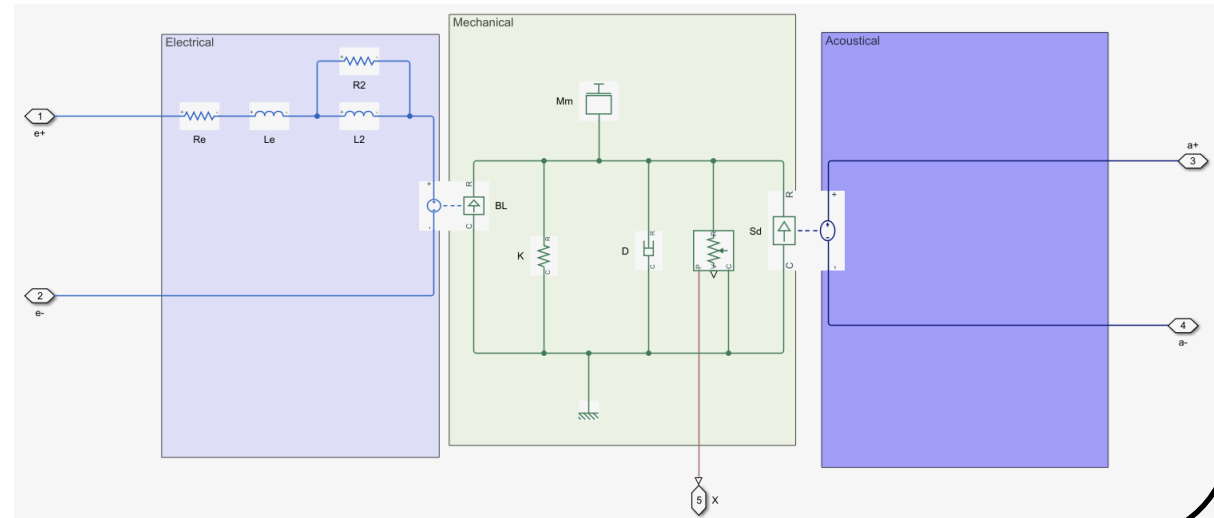 Electrical
Mechanical
Acoustical
R2
Re
Le
L2
1
e+
2
e-
Mm
BL
R
C
K
R
C
D
R
C
R
P
V
C
Sd
R
C
a+
3
4
a-
5
X